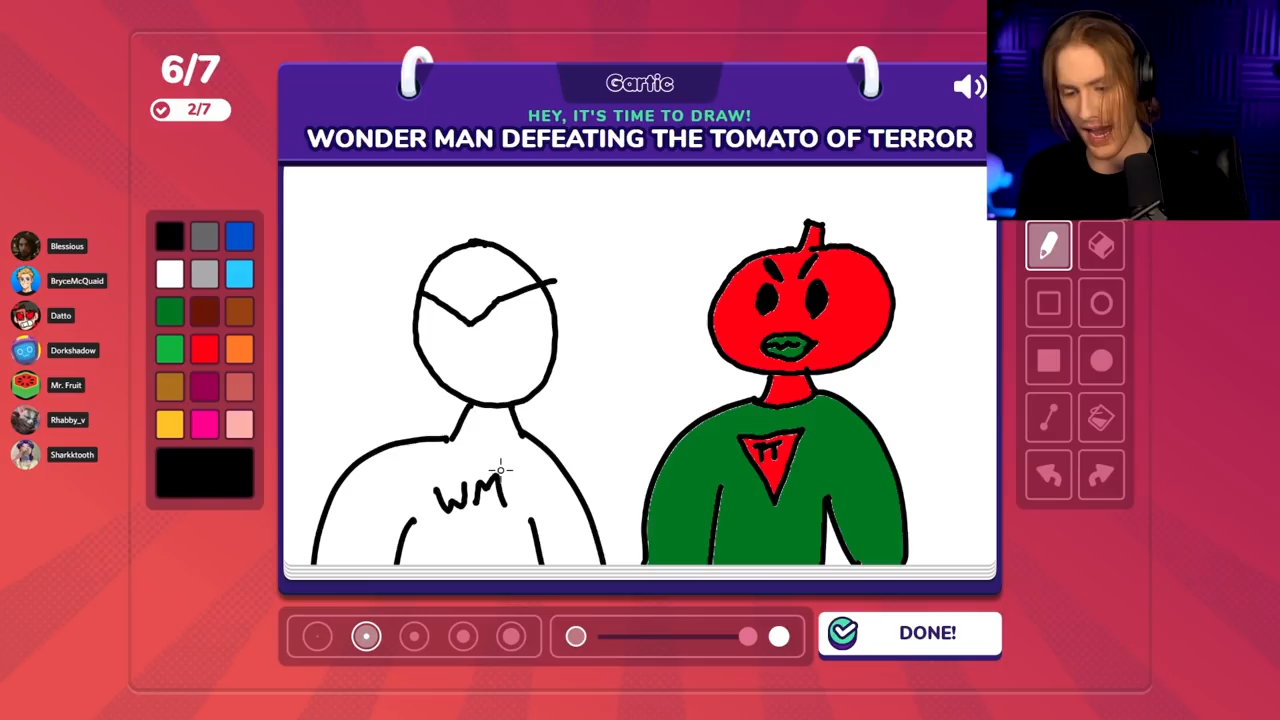 6/7
2/7
Gartic
HEY, IT'S TIME TO DRAW!
WONDER MAN DEFEATING THE TOMATO OF TERROR
Blessious
BryceMcQuaid
Datto
Dorkshadow
Mr. Fruit
Rhabby_v
Sharkktooth
WM
TT
DONE!